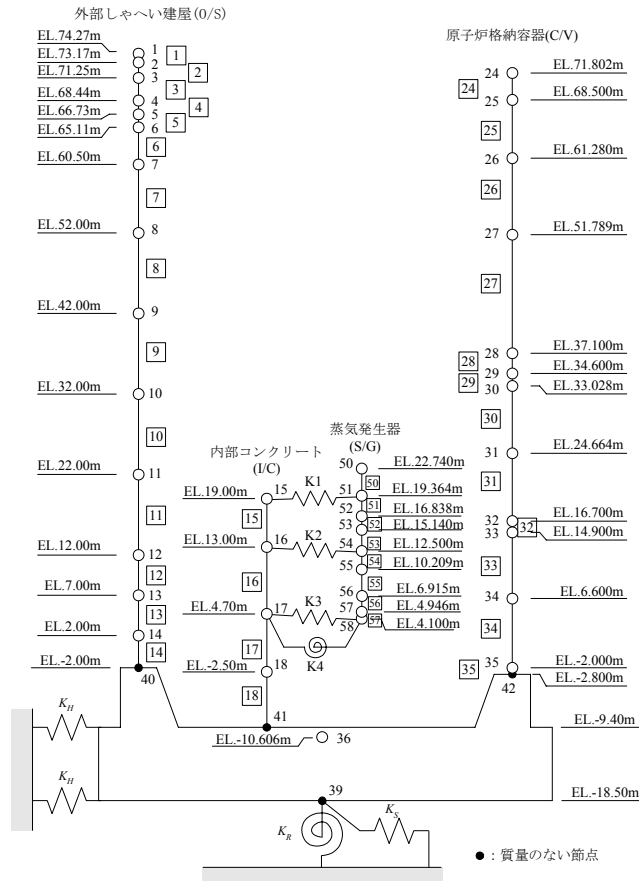 外部しゃへい建屋(O/S)
EL.74.27m
EL.73.17m
EL.71.25m
EL.68.44m
EL.66.73m
EL.65.11m
EL.60.50m
EL.52.00m
EL.42.00m
EL.32.00m
EL.22.00m
EL.12.00m
EL.7.00m
EL.2.00m
EL.-2.00m
1
2
3
4
5
6
7
8
9
10
11
12
13
14
40
1
2
3
4
5
6
7
8
9
10
11
12
13
14
内部コンクリート
(I/C)
EL.19.00m
EL.13.00m
EL.4.70m
EL.-2.50m
15
16
17
18
41
15
16
17
18
K1
K2
K3
K4
蒸気発生器
(S/G)
50
51
52
53
54
55
56
57
58
50
51
52
53
54
55
56
57
EL.22.740m
EL.19.364m
EL.16.838m
EL.15.140m
EL.12.500m
EL.10.209m
EL.6.915m
EL.4.946m
EL.4.100m
原子炉格納容器(C/V)
24
25
26
27
28
29
30
31
32
33
34
35
42
24
25
26
27
28
29
30
31
32
33
34
35
EL.71.802m
EL.68.500m
EL.61.280m
EL.51.789m
EL.37.100m
EL.34.600m
EL.33.028m
EL.24.664m
EL.16.700m
EL.14.900m
EL.6.600m
EL.-2.000m
EL.-2.800m
EL.-9.40m
EL.-18.50m
EL.-10.606m
36
K_H
K_H
39
K_R
K_S
●：質量のない節点